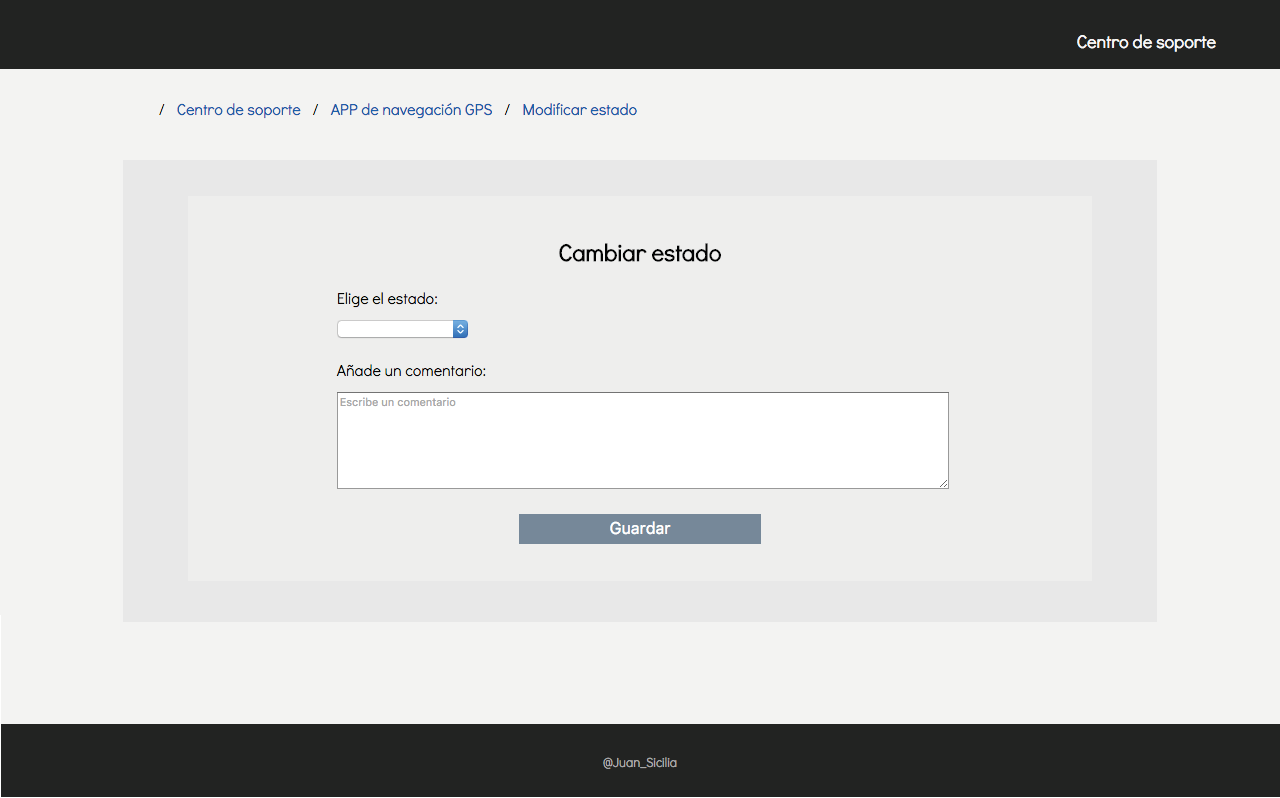 Centro de soporte
/ Centro de soporte / APP de navegación GPS / Modificar estado
Cambiar estado
Elige el estado:
Añade un comentario:
Escribe un comentario
Guardar
@Juan_Sicilia